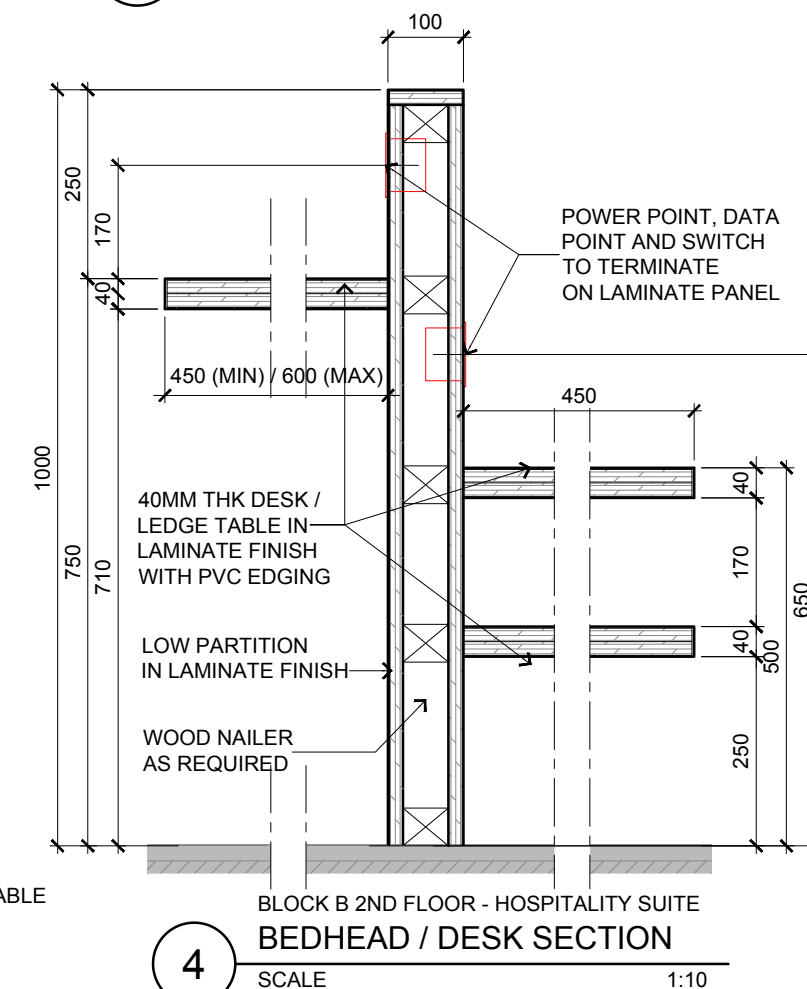 100
250
170
40
1000
750
710
POWER POINT, DATA
POINT AND SWITCH
TO TERMINATE
ON LAMINATE PANEL
450 (MIN) / 600 (MAX)
450
40MM THK DESK /
LEDGE TABLE IN
LAMINATE FINISH
WITH PVC EDGING
LOW PARTITION
IN LAMINATE FINISH
WOOD NAILER
AS REQUIRED
40
170
40
250
500
650
ABLE
BLOCK B 2ND FLOOR - HOSPITALITY SUITE
4
BEDHEAD / DESK SECTION
SCALE 1:10